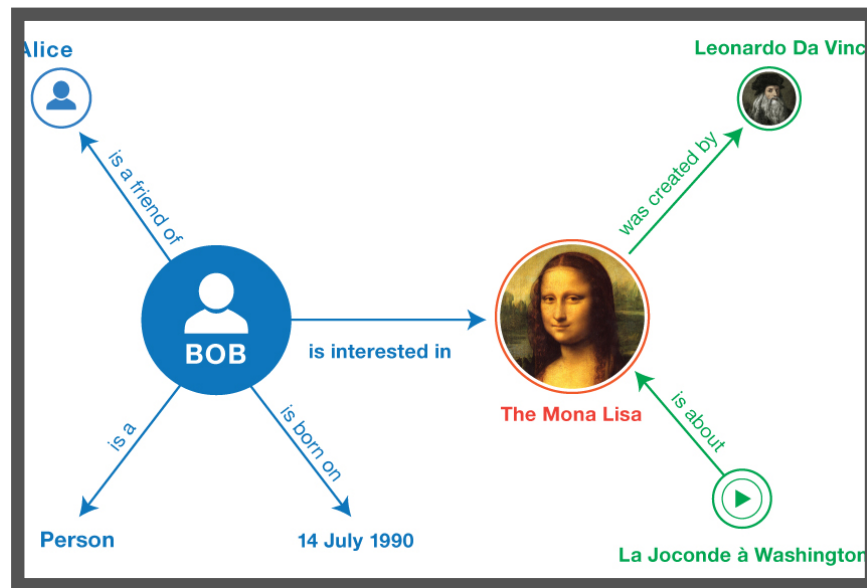 Alice
Leonardo Da Vinc
is a friend of
was created by
BOB
is interested in
The Mona Lisa
is a
is born on
is about
Person
14 July 1990
La Joconde à Washington